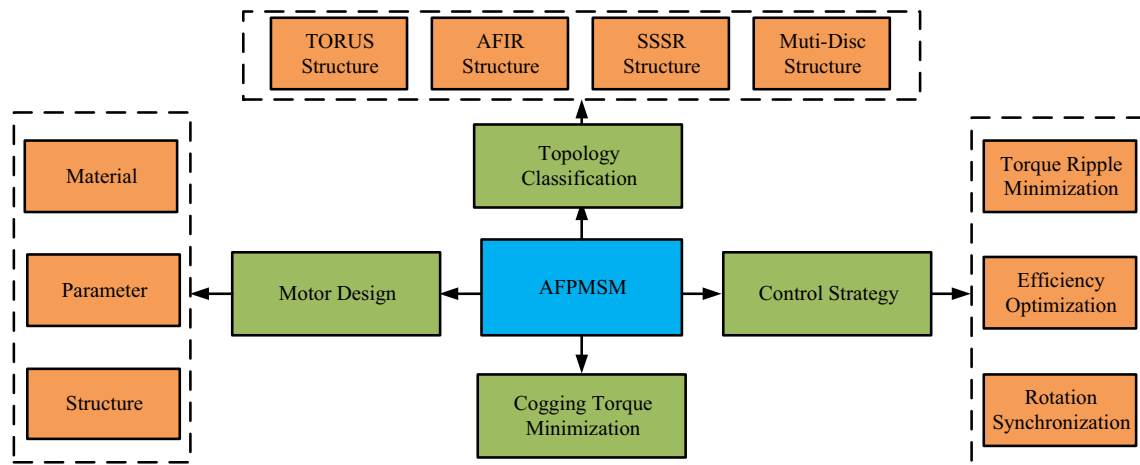 TORUS
Structure
AFIR
Structure
SSSR
Structure
Muti-Disc
Structure
Topology
Classification
Material
Parameter
Structure
Motor Design
AFPMSM
Control Strategy
Torque Ripple
Minimization
Efficiency
Optimization
Rotation
Synchronization
Cogging Torque
Minimization